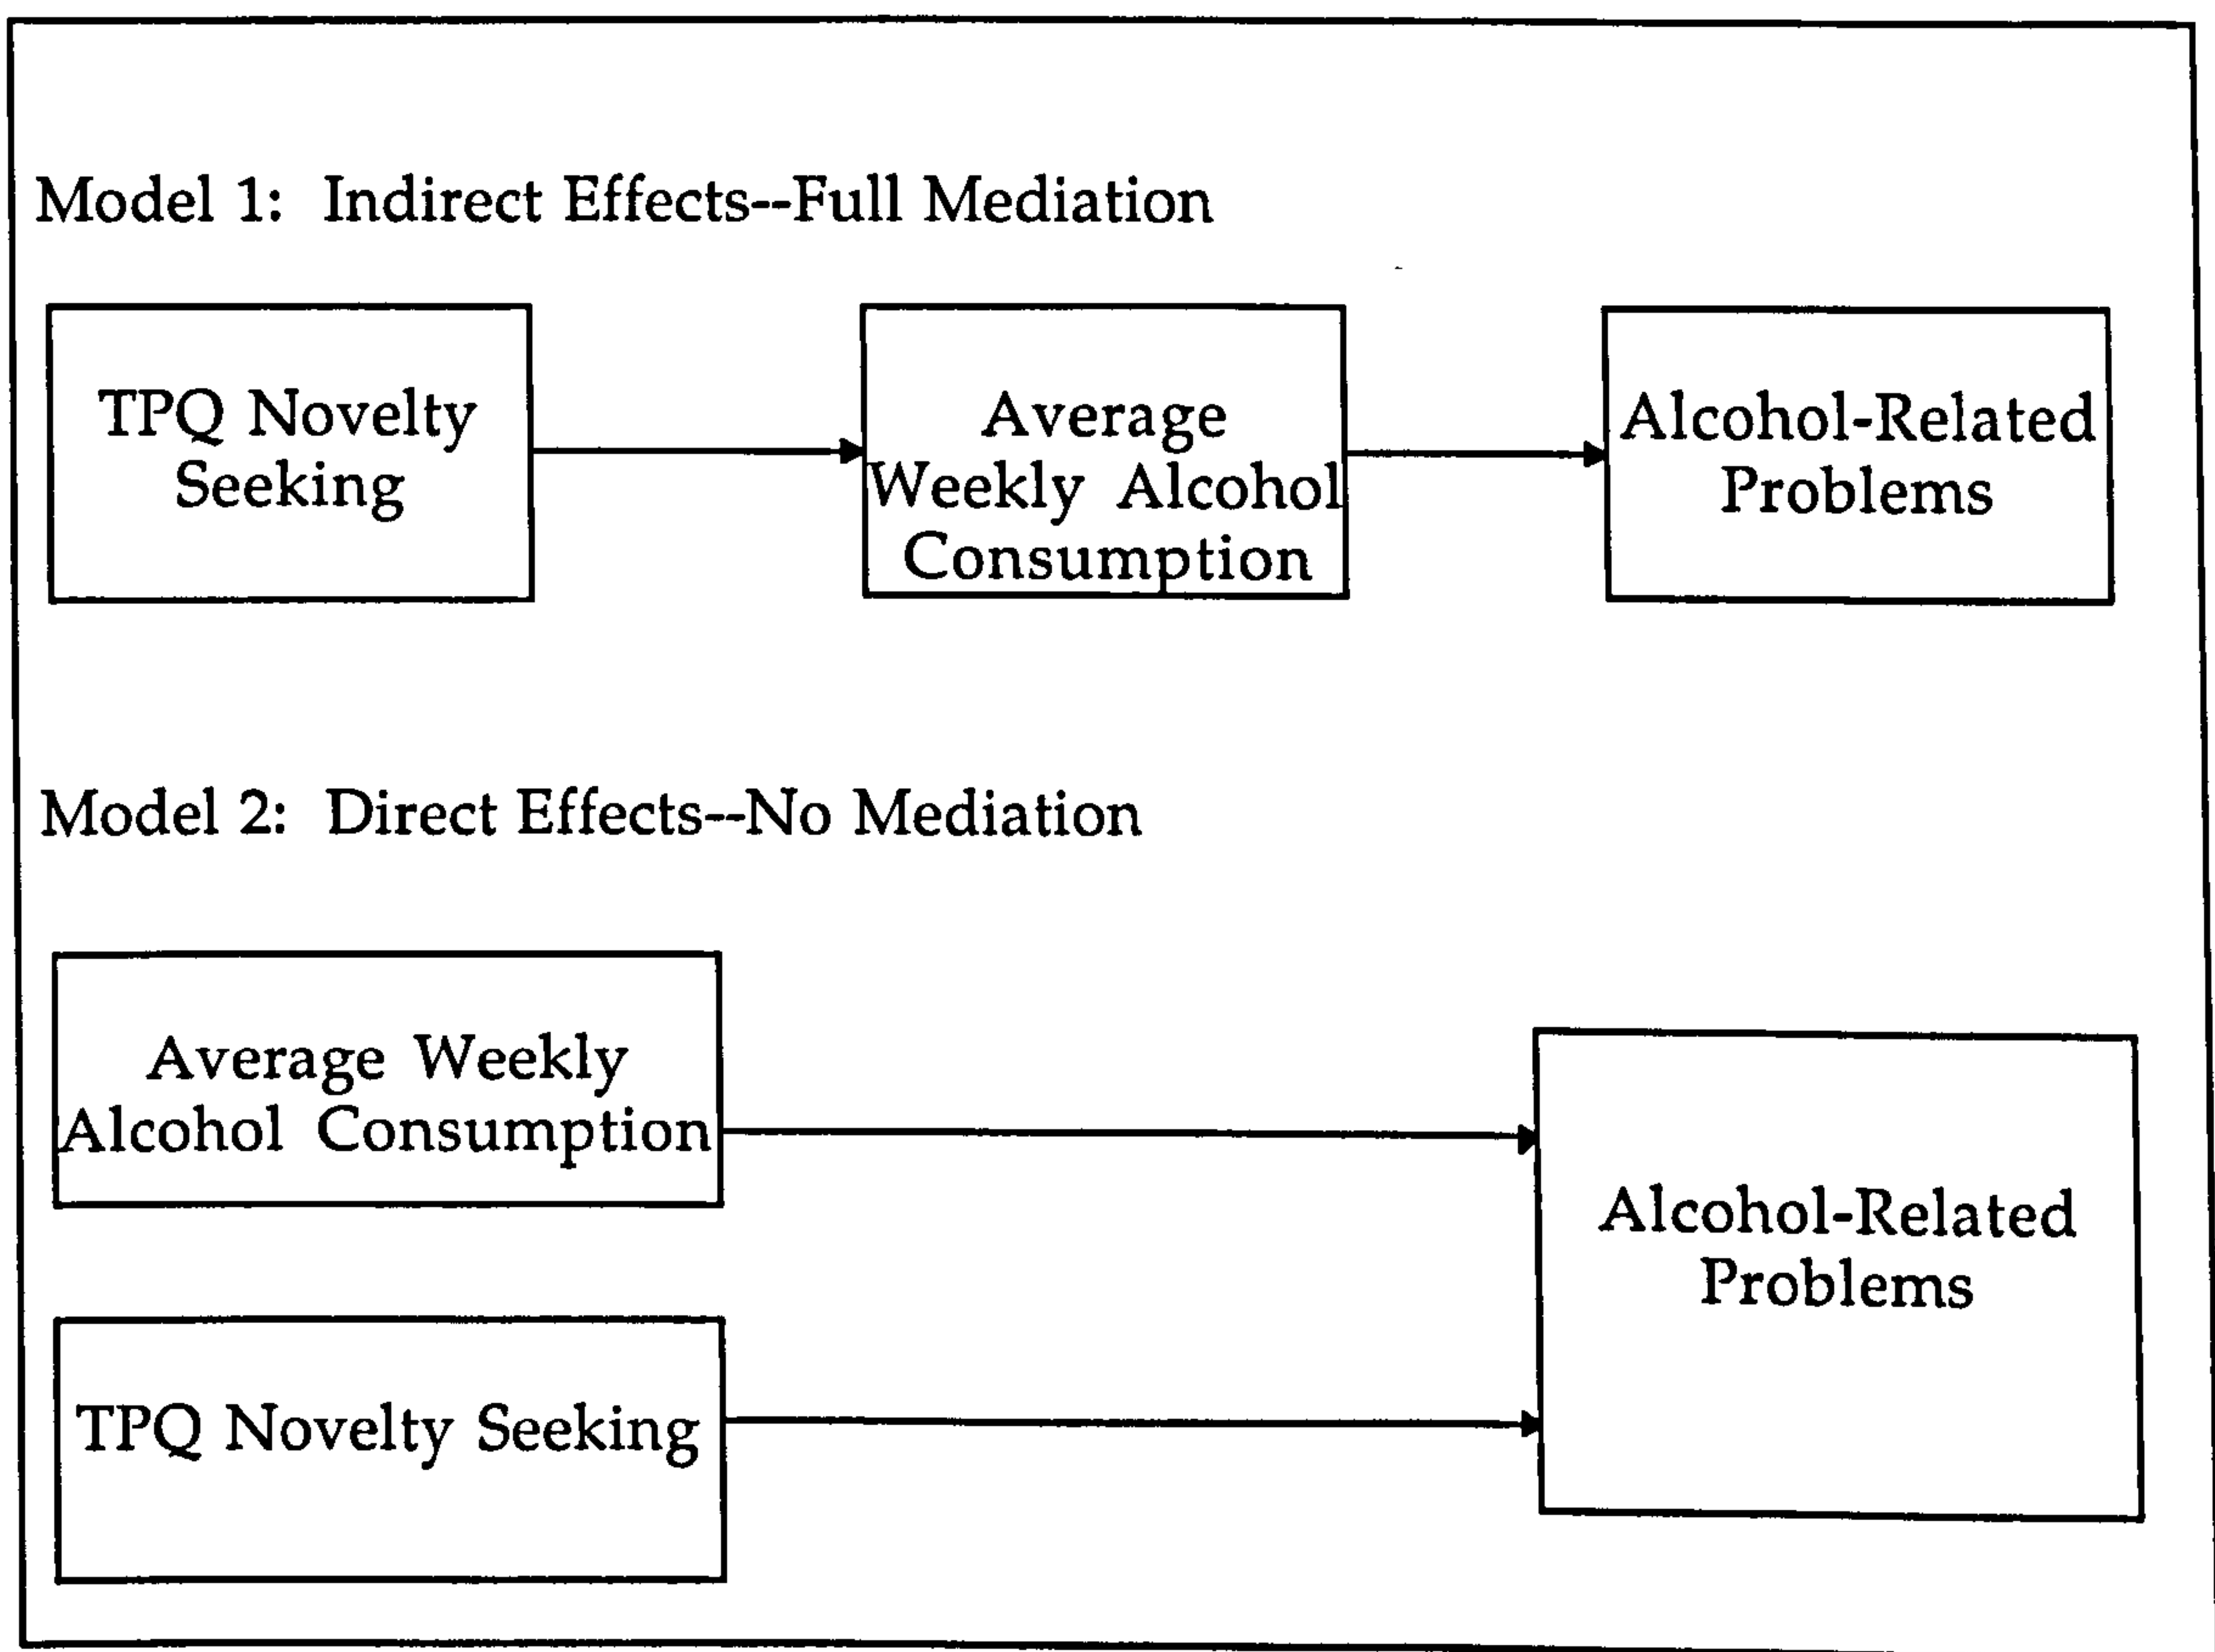 Model 1: Indirect Effects--Full Mediation
TPQ Novelty
Seeking
Average
Weekly Alcohol
Consumption
Alcohol-Related
Problems
Model 2: Direct Effects--No Mediation
Average Weekly
Alcohol Consumption
TPQ Novelty Seeking
Alcohol-Related
Problems